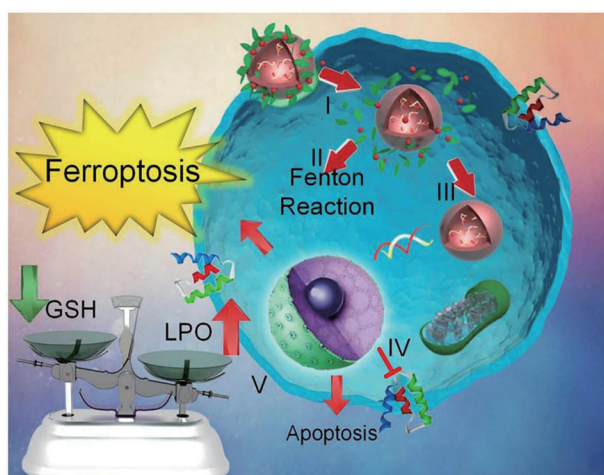 I
II
Fenton
Reaction
III
Ferroptosis
GSH
LPO
IV
V
Apoptosis